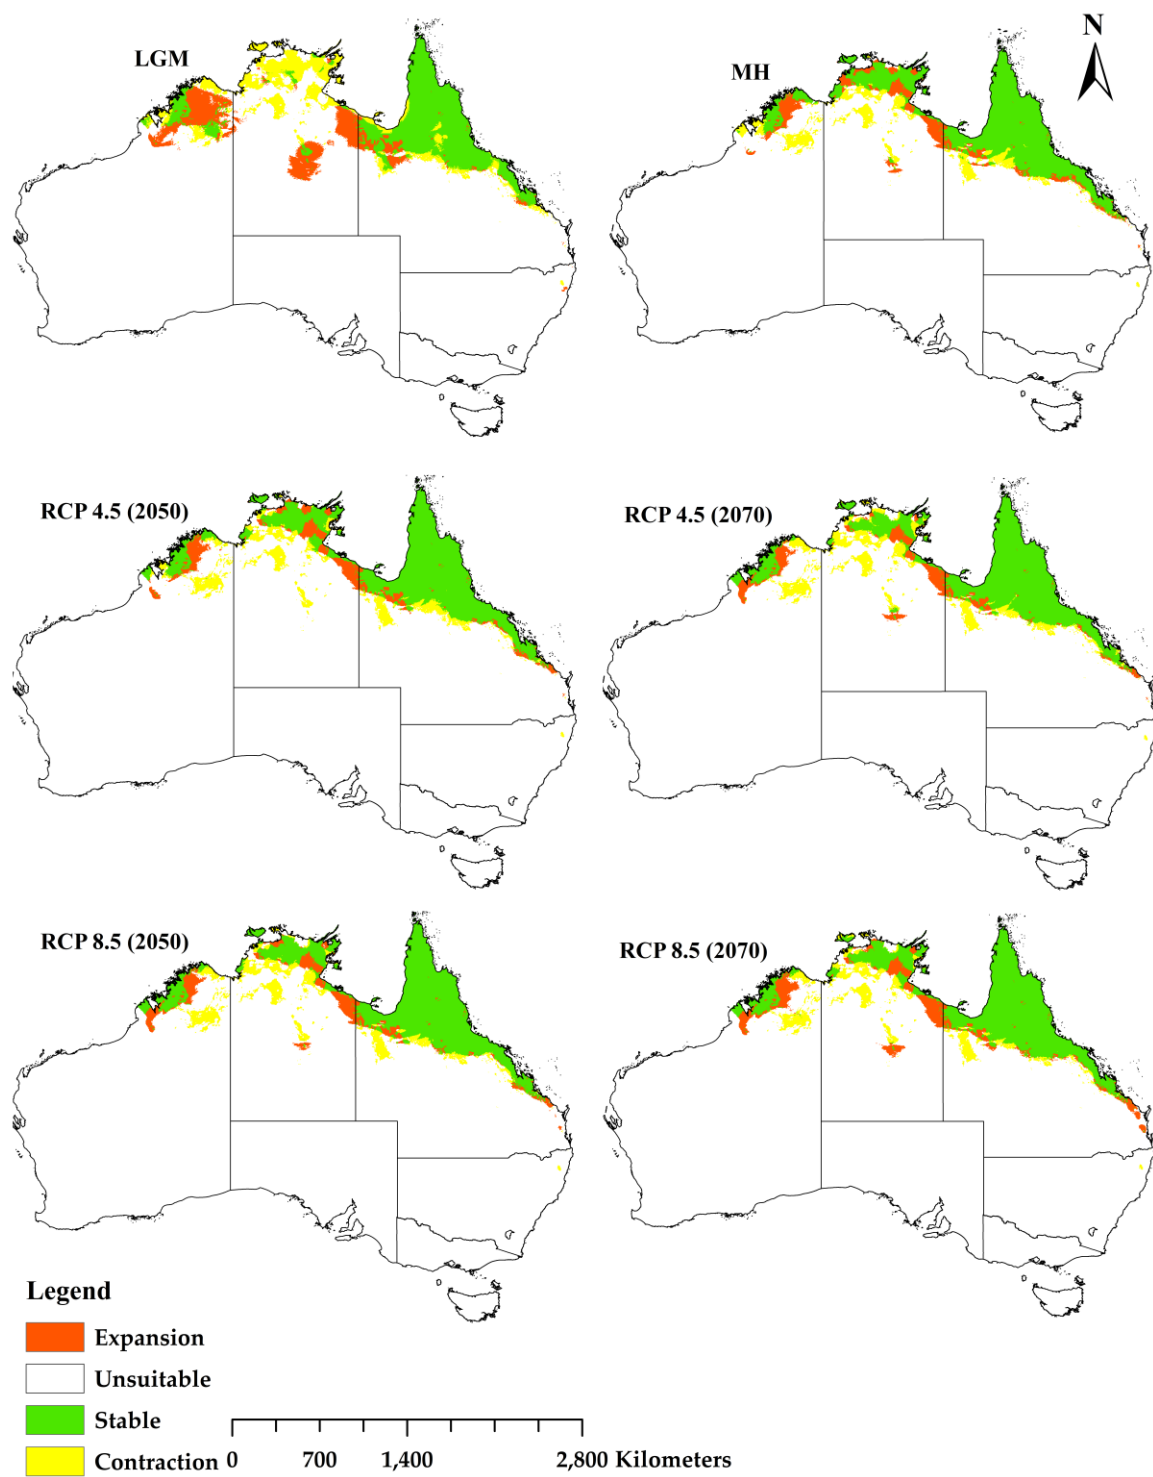 LGM
MH
N
RCP 4.5 (2050)
RCP 4.5 (2070)
RCP 8.5 (2050)
RCP 8.5 (2070)
Legend
Expansion
Unsuitable
Stable
Contraction
0 700 1,400 2,800 Kilometers